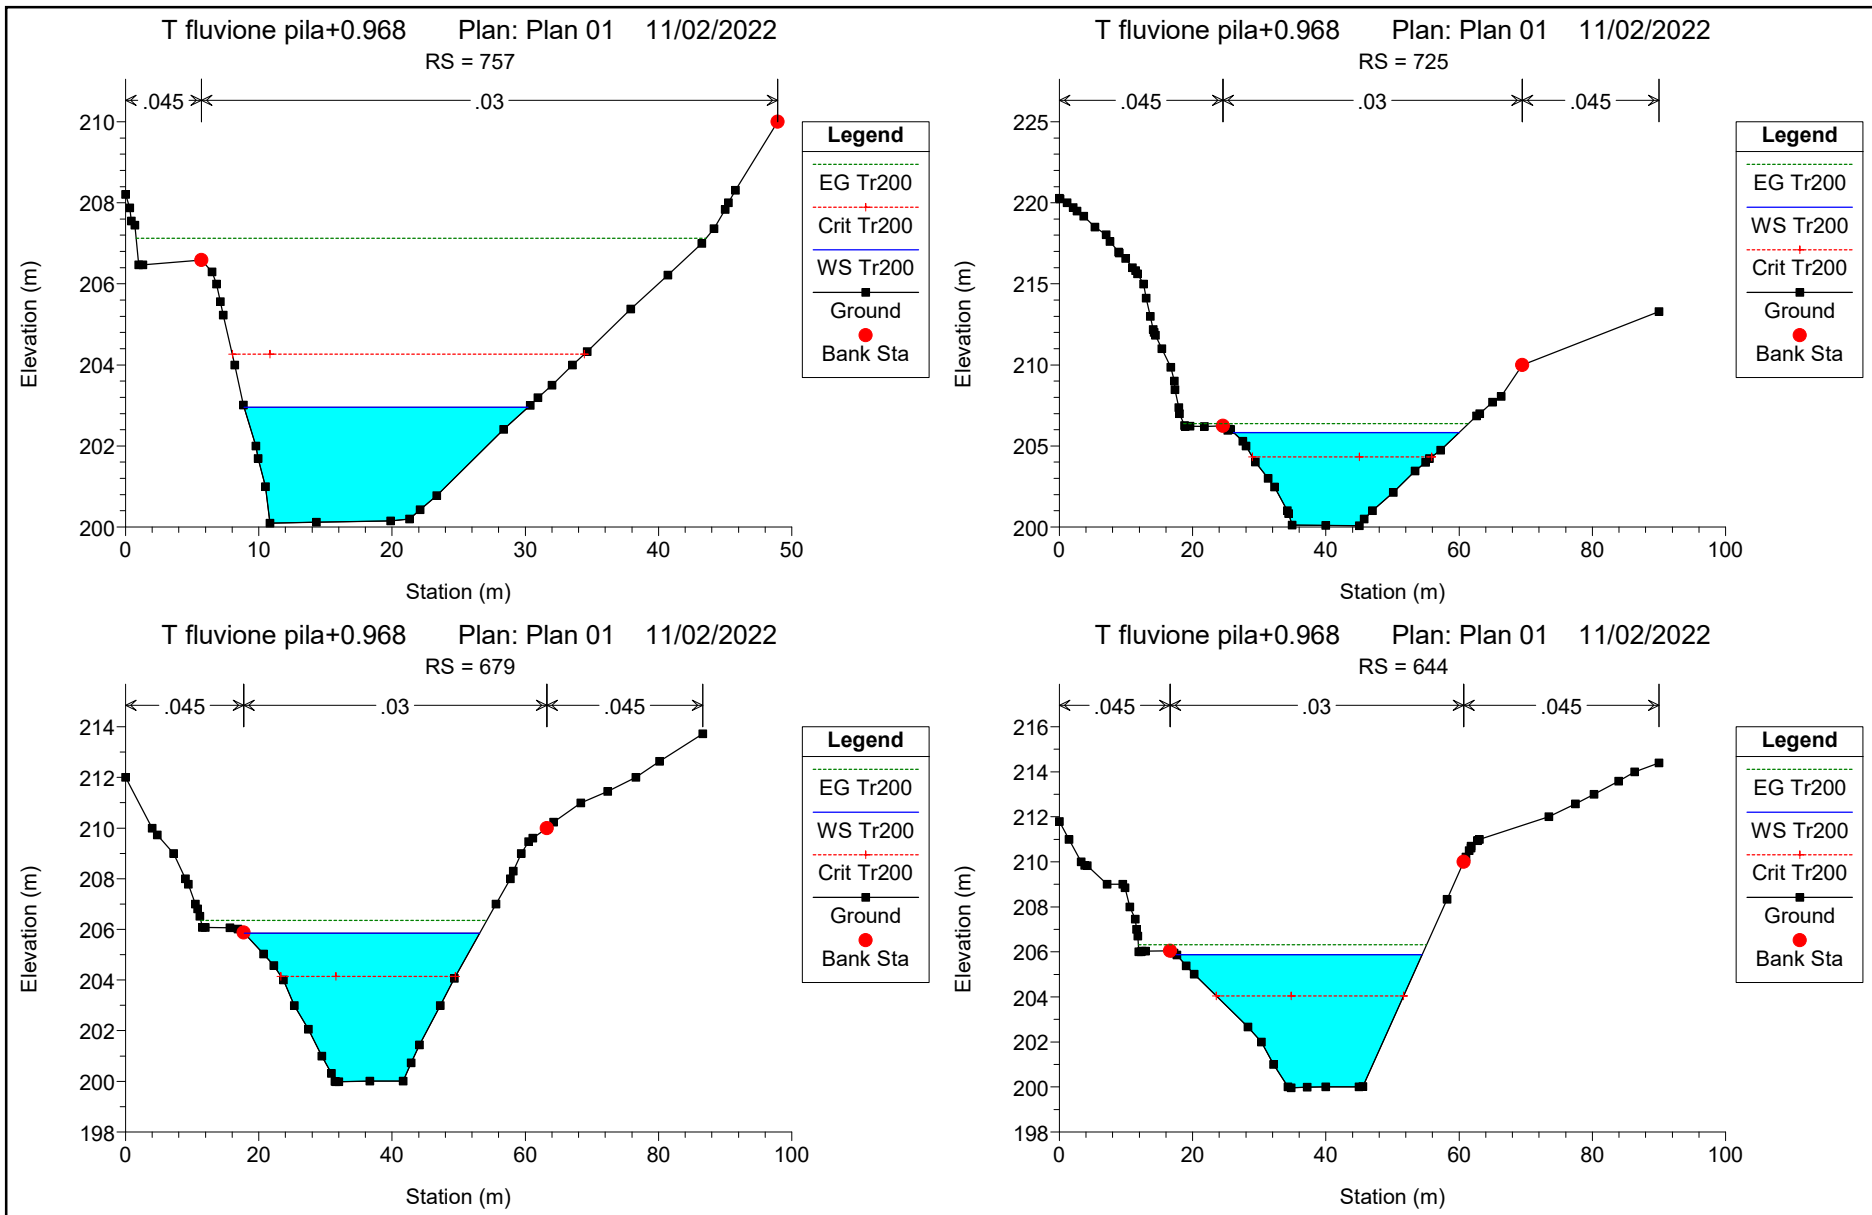 T fluvione pila+0.968 Plan: Plan 01 11/02/2022
RS = 757
.045 .03
210
208
206
204
202
200
0 10 20 30 40 50
Elevation (m)
Station (m)
Legend
EG Tr200
Crit Tr200
WS Tr200
Ground
Bank Sta
T fluvione pila+0.968 Plan: Plan 01 11/02/2022
RS = 725
.045 .03 .045
225
220
215
210
205
200
0 20 40 60 80 100
Elevation (m)
Station (m)
Legend
EG Tr200
WS Tr200
Crit Tr200
Ground
Bank Sta
T fluvione pila+0.968 Plan: Plan 01 11/02/2022
RS = 679
.045 .03 .045
214
212
210
208
206
204
202
200
198
0 20 40 60 80 100
Elevation (m)
Station (m)
Legend
EG Tr200
WS Tr200
Crit Tr200
Ground
Bank Sta
T fluvione pila+0.968 Plan: Plan 01 11/02/2022
RS = 644
.045 .03 .045
216
214
212
210
208
206
204
202
200
198
0 20 40 60 80 100
Elevation (m)
Station (m)
Legend
EG Tr200
WS Tr200
Crit Tr200
Ground
Bank Sta